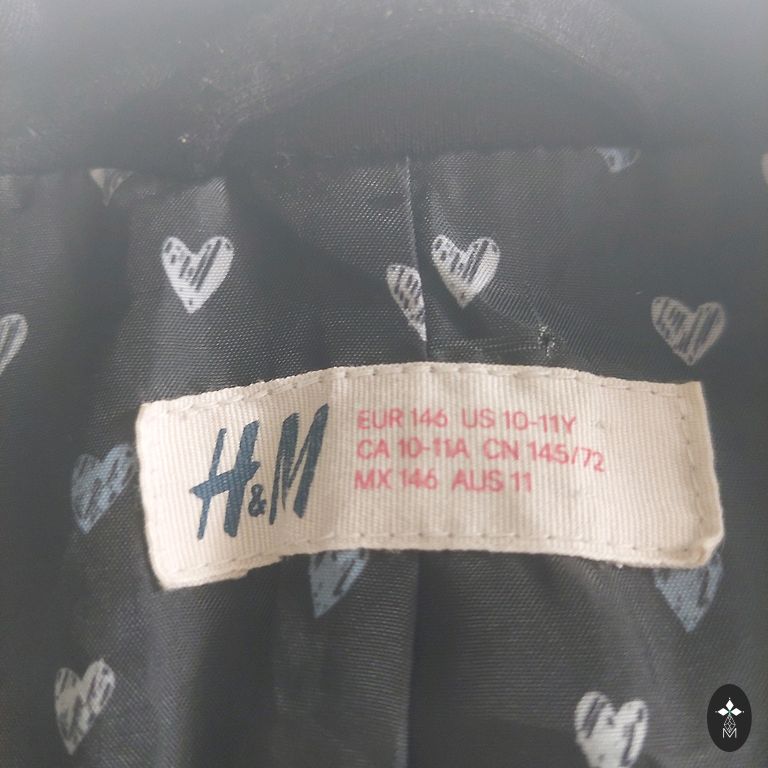 H&M
EUR 146 US 10-11Y
CA 10-11A CN 145/72
MX 146 AUS 11
M